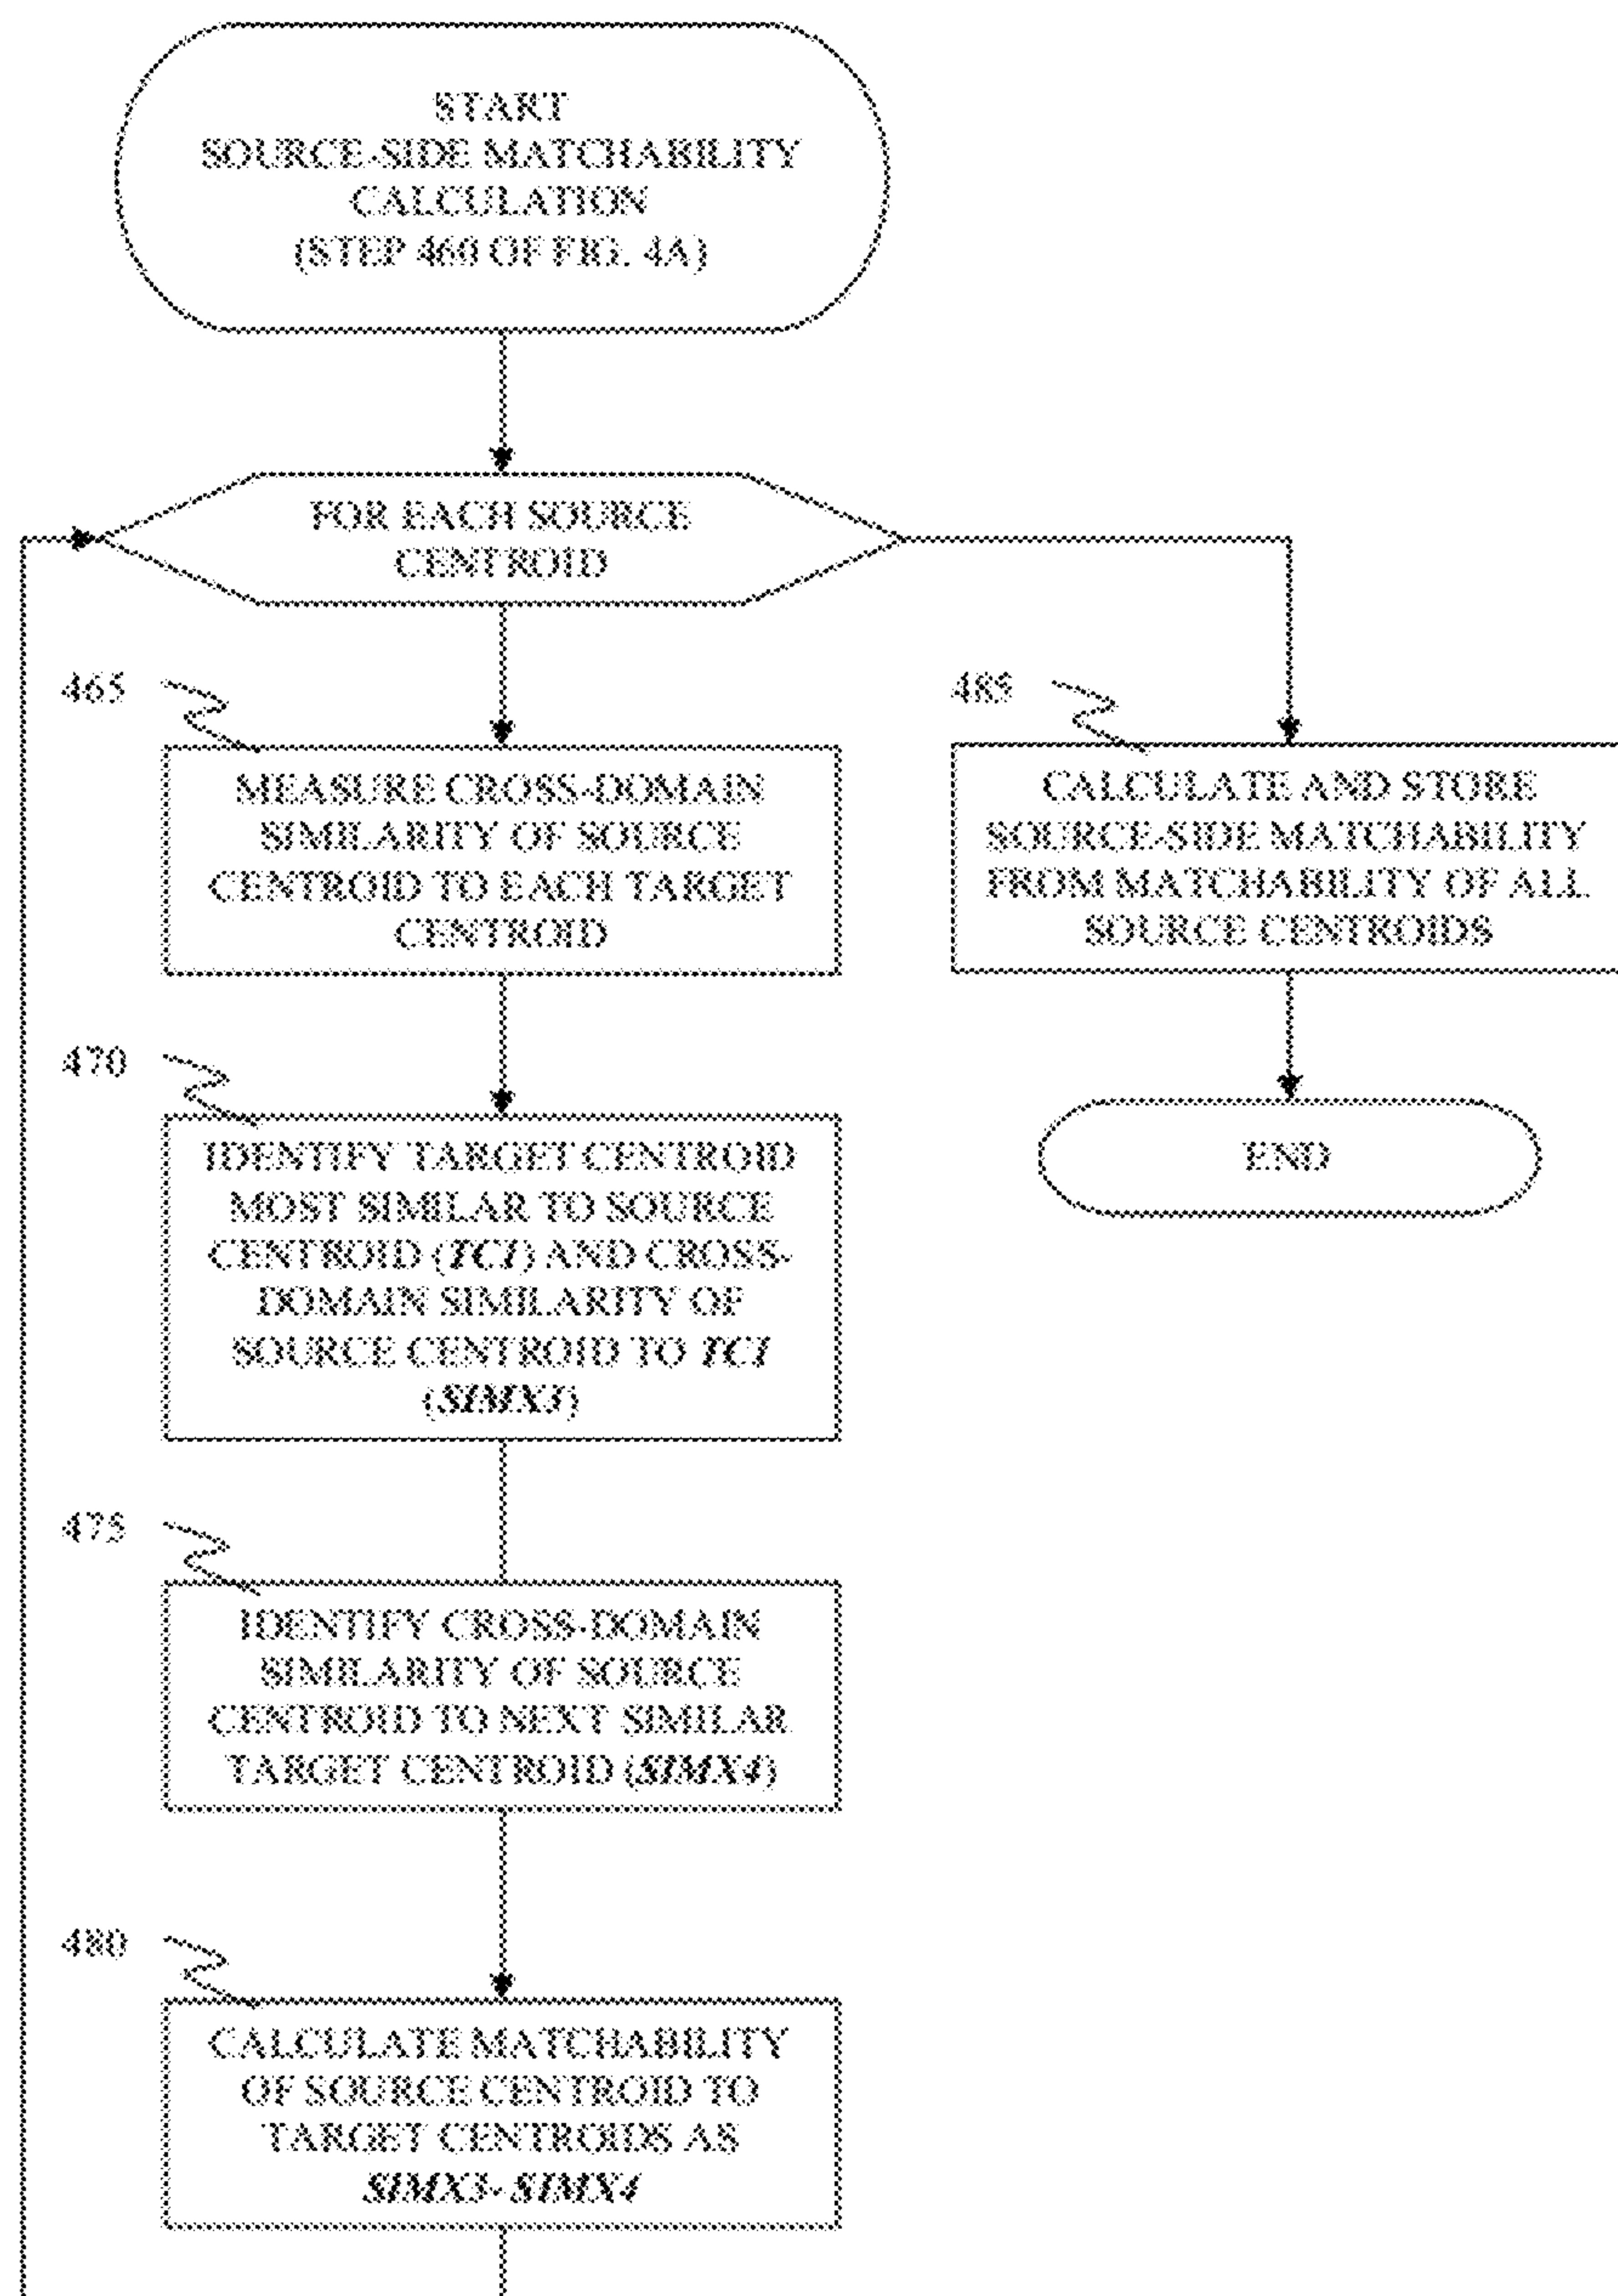 START
SOURCE-SIDE MATCHABILITY
CALCULATION
(STEP 460 OF FIG. 4A)
FOR EACH SOURCE
CENTROID
465
MEASURE CROSS-DOMAIN
SIMILARITY OF SOURCE
CENTROID TO EACH TARGET
CENTROID
470
IDENTIFY TARGET CENTROID
MOST SIMILAR TO SOURCE
CENTROID (TC1) AND CROSS-
DOMAIN SIMILARITY OF
SOURCE CENTROID TO TC1
(SIMX3)
475
IDENTIFY CROSS-DOMAIN
SIMILARITY OF SOURCE
CENTROID TO NEXT SIMILAR
TARGET CENTROID (SIMX4)
480
CALCULATE MATCHABILITY
OF SOURCE CENTROID TO
TARGET CENTROIDS AS
SIMX3- SIMX4
485
CALCULATE AND STORE
SOURCE-SIDE MATCHABILITY
FROM MATCHABILITY OF ALL
SOURCE CENTROIDS
END